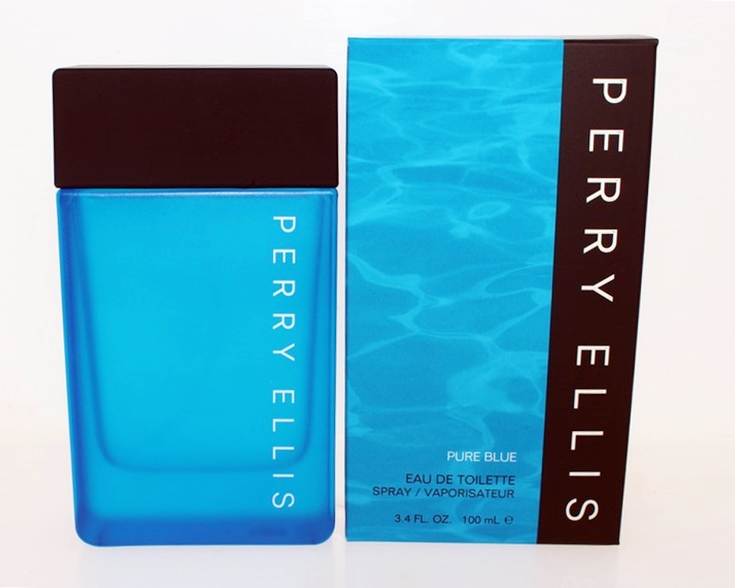 PERRY ELLIS
PERRY ELLIS
PURE BLUE
EAU DE TOILETTE
SPRAY / VAPORISATEUR
3.4 FL. OZ. 100 mL ℮